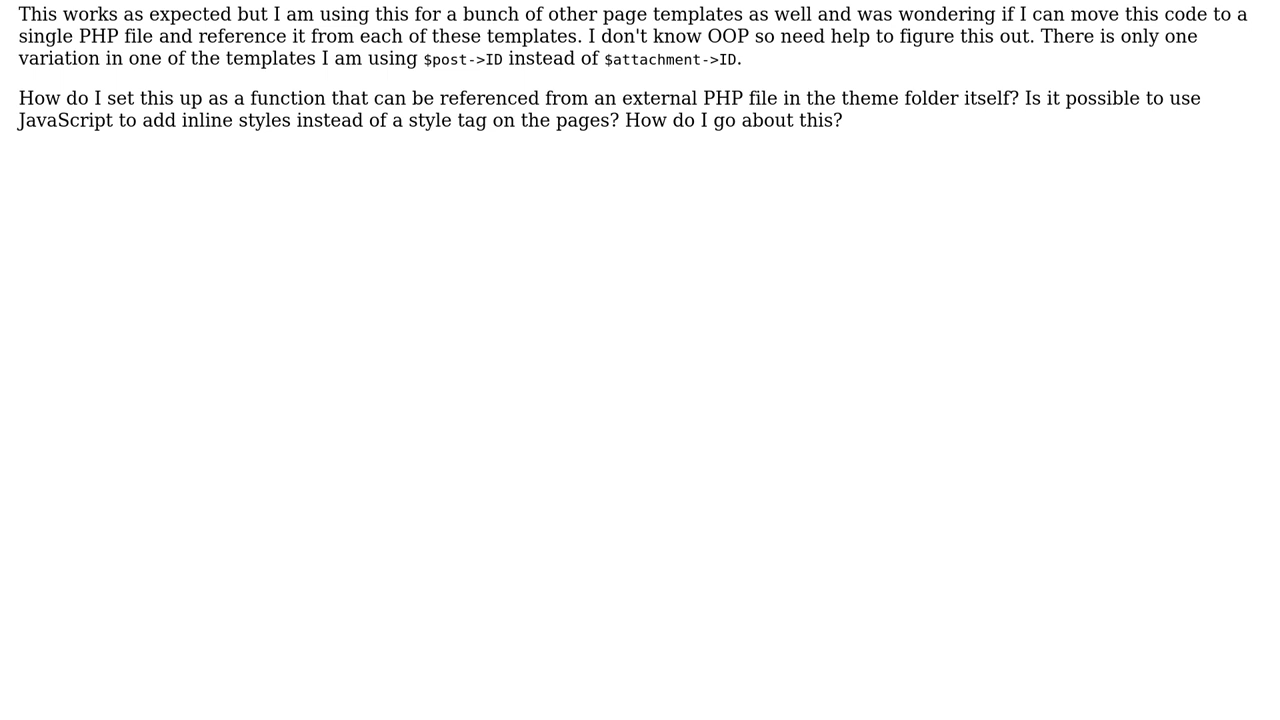 This works as expected but I am using this for a bunch of other page templates as well and was wondering if I can move this code to a
single PHP file and reference it from each of these templates. I don't know OOP so need help to figure this out. There is only one
variation in one of the templates I am using $post->ID instead of $attachment->ID.
How do I set this up as a function that can be referenced from an external PHP file in the theme folder itself? Is it possible to use
JavaScript to add inline styles instead of a style tag on the pages? How do I go about this?